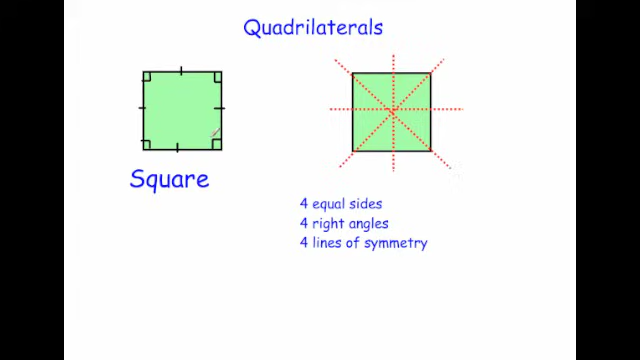 Quadrilaterals
Square
4 equal sides
4 right angles
4 lines of symmetry